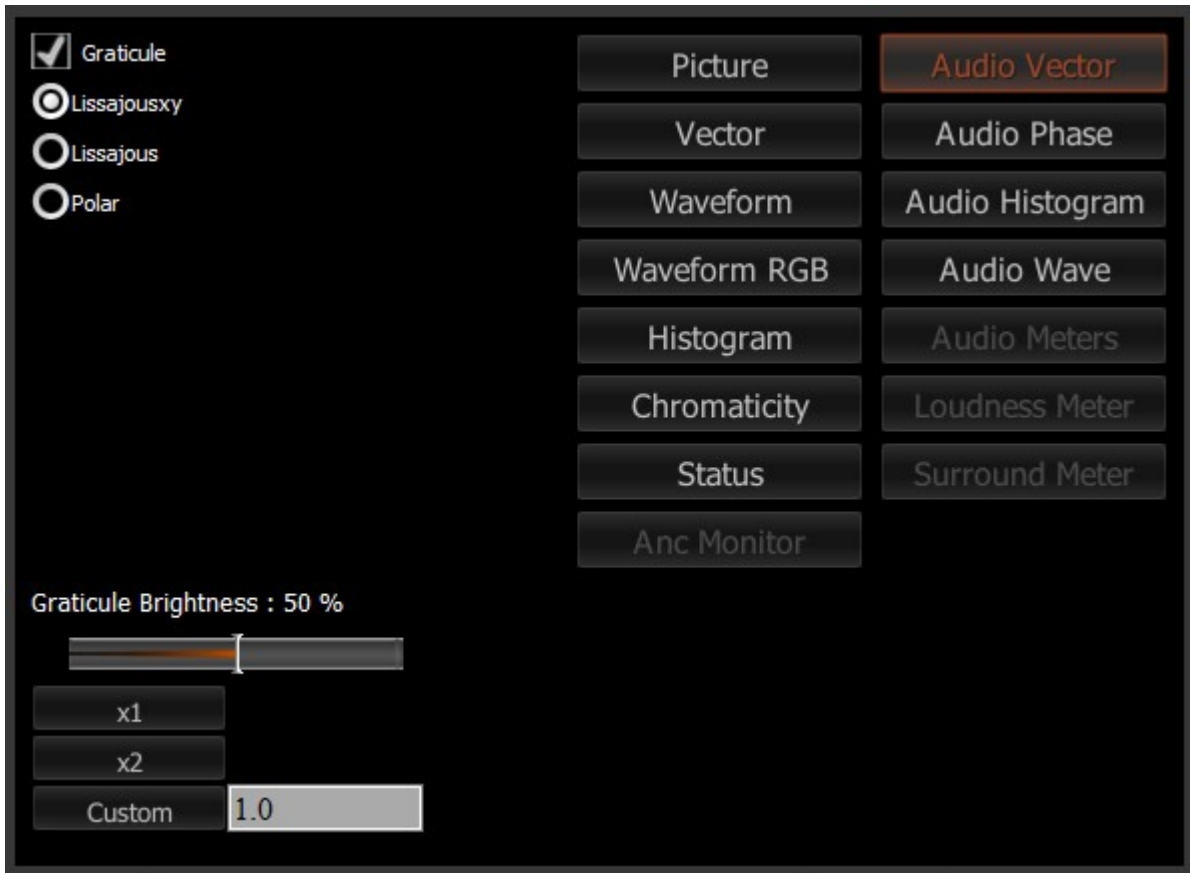 Graticule
Lissajousxy
Lissajous
Polar
Picture
Vector
Waveform
Waveform RGB
Histogram
Chromaticity
Status
Anc Monitor
Audio Vector
Audio Phase
Audio Histogram
Audio Wave
Audio Meters
Loudness Meter
Surround Meter
Graticule Brightness : 50 %
x1
x2
Custom
1.0